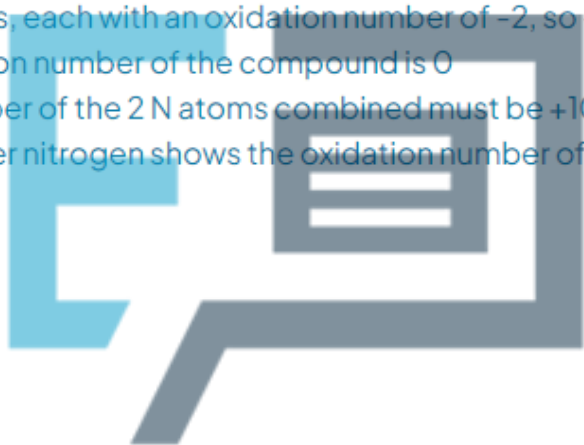 s, each with an oxidation number of -2, so
on number of the compound is 0
er of the 2 N atoms combined must be +10
er nitrogen shows the oxidation number of